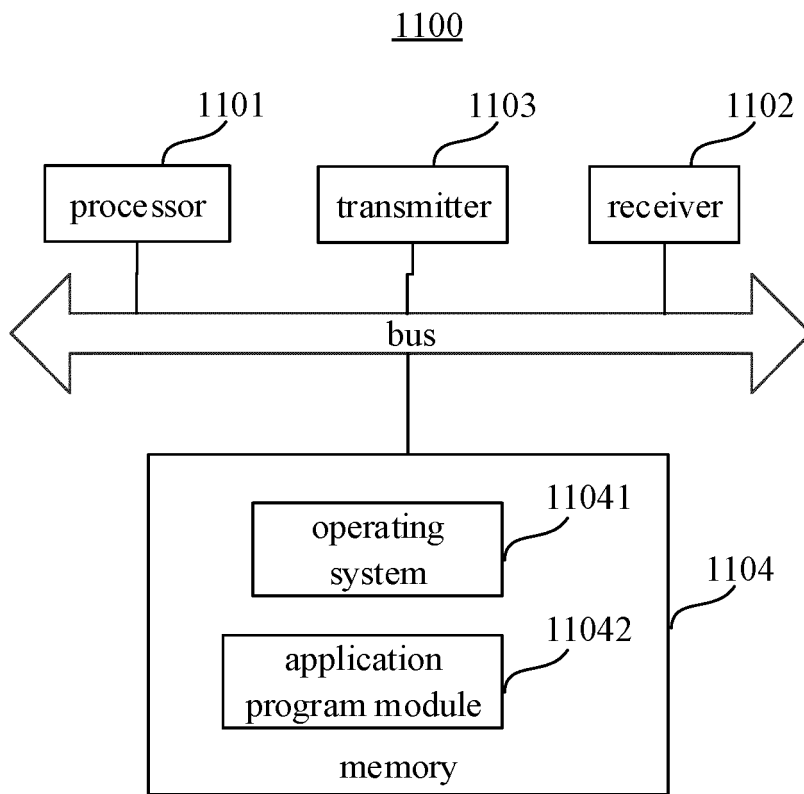 1100
1101
1103
1102
processor
transmitter
receiver
bus
11041
operating
system
1104
11042
application
program module
memory